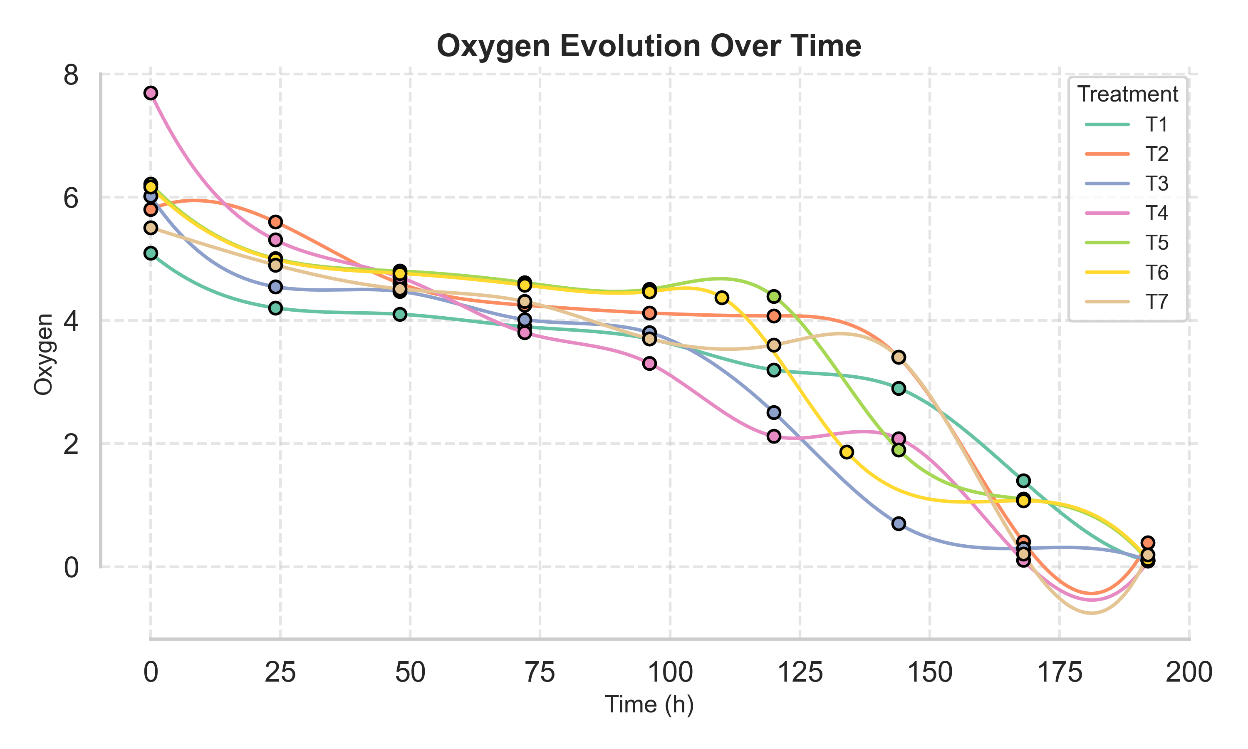 Oxygen Evolution Over Time
8
6
4
2
0
Oxygen
Treatment
T1
T2
T3
T4
T5
T6
T7
0 25 50 75 100 125 150 175 200
Time (h)